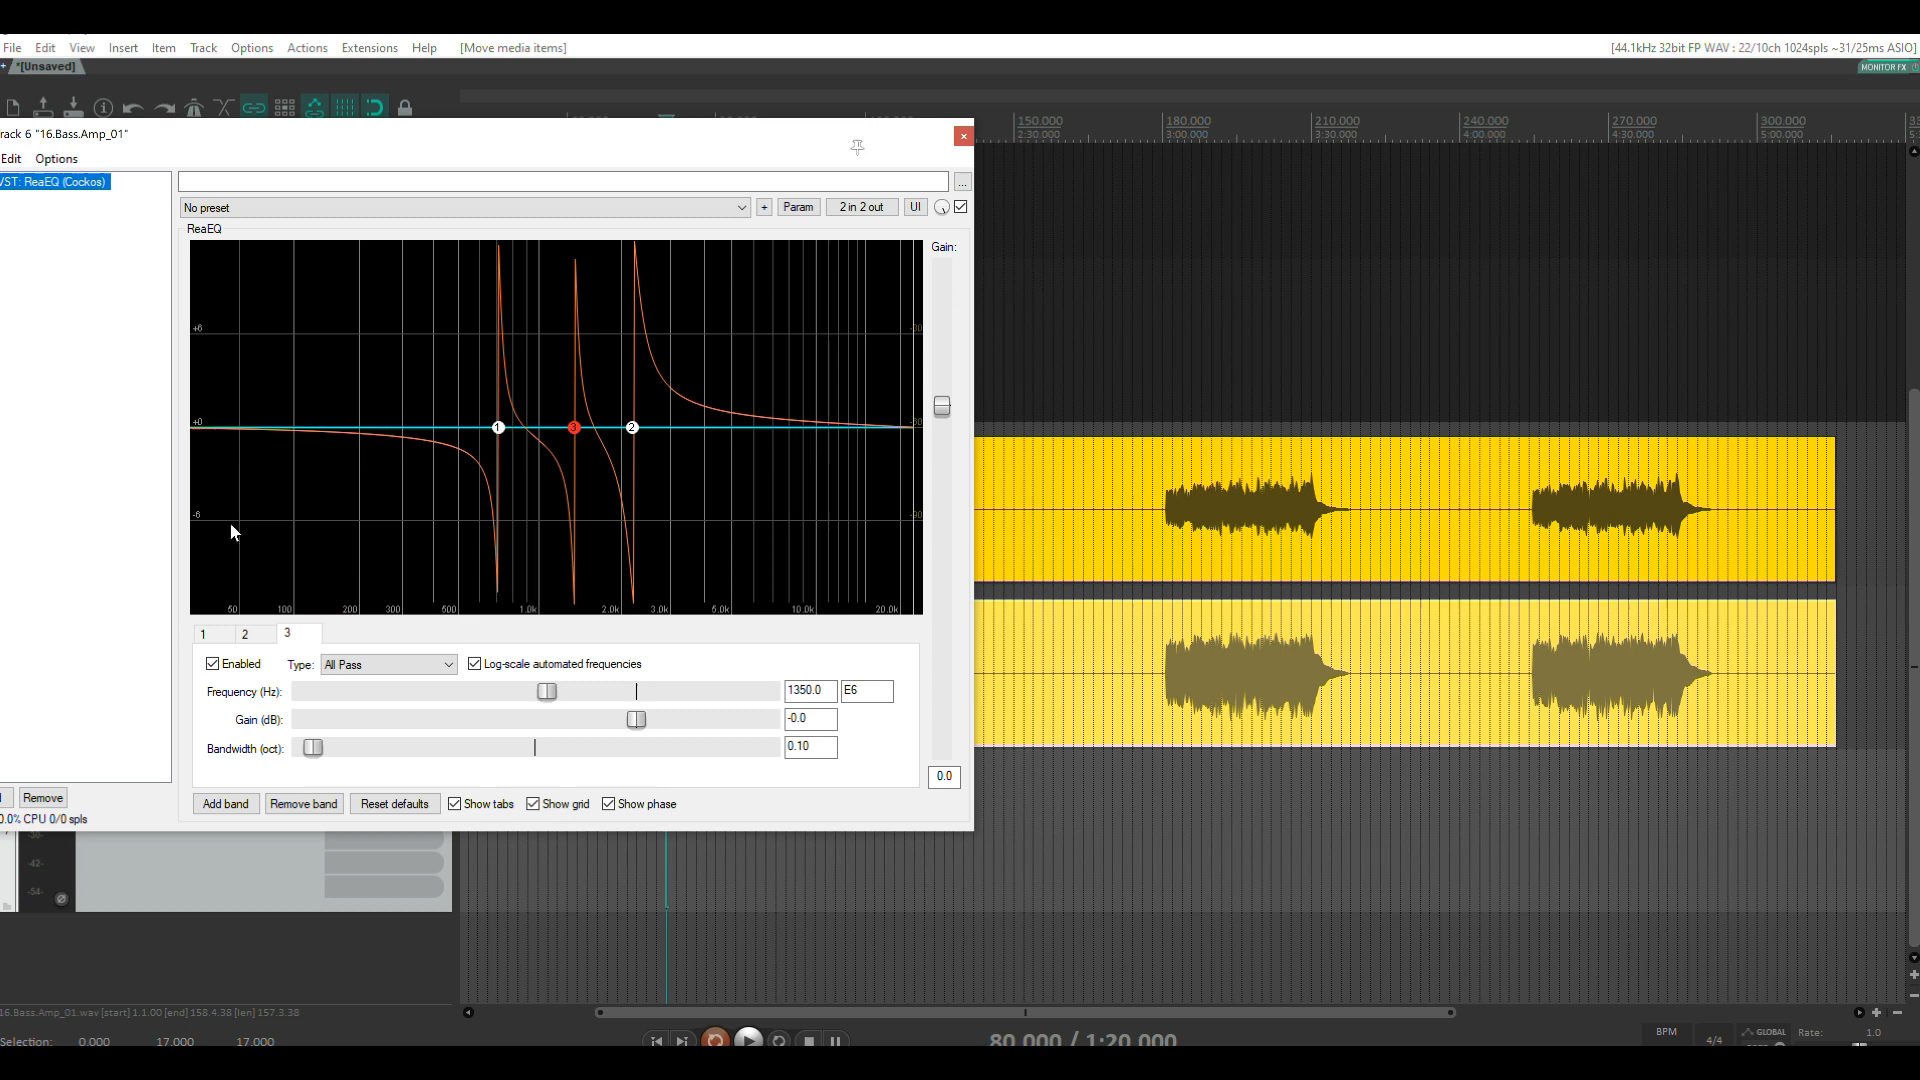 File Edit View Insert Item Track Options Actions Extensions Help [Move media items] [44.1kHz 32bit FP WAV : 22/10ch 1024spls ~31/25ms ASIO]
+ *[Unsaved] MONITOR FX
150.000 180.000 210.000 240.000 270.000 300.000
2:30.000 3:00.000 3:30.000 4:00.000 4:30.000 5:00.000
rack 6 "16.Bass.Amp_01"
Edit Options
VST: ReaEQ (Cockos) ...
No preset + Param 2 in 2 out UI
ReaEQ
Gain:
+6
+0
-6 -90
1 3 2
50 100 200 300 500 1.0k 2.0k 3.0k 5.0k 10.0k 20.0k
1 2 3
Enabled Type: All Pass Log-scale automated frequencies
Frequency (Hz): 1350.0 E6
Gain (dB): -0.0
Bandwidth (oct): 0.10
0.0
Remove Add band Remove band Reset defaults Show tabs Show grid Show phase
0.0% CPU 0/0 spls
-42-
-54-
16.Bass.Amp_01.wav [start] 1.1.00 [end] 158.4.38 [len] 157.3.38
Selection: 0.000 17.000 17.000 80.000 / 1:20.000 BPM 4/4 GLOBAL Rate: 1.0